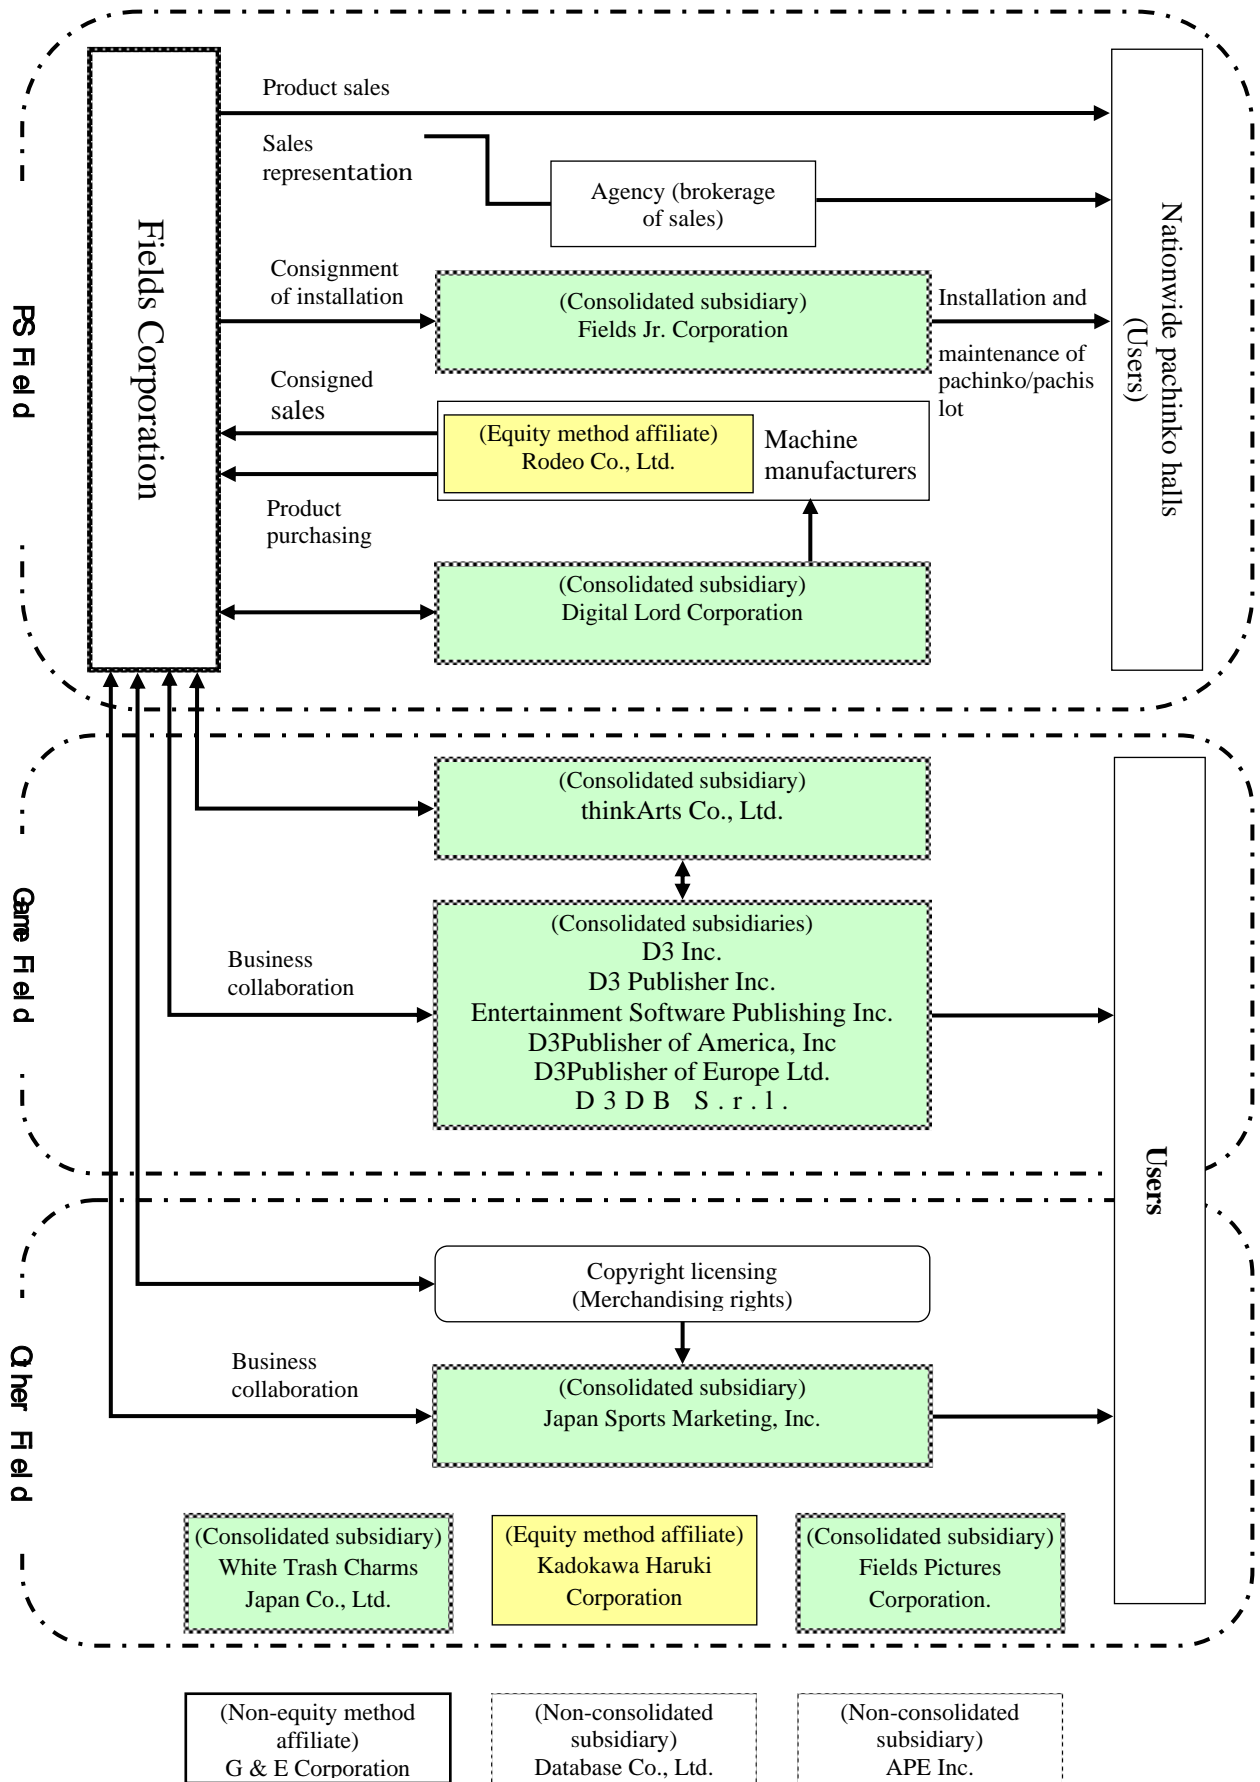 Product sales
Sales
representation
Agency (brokerage
of sales)
Fields Corporation
Nationwide pachinko halls
(Users)
PS Field
Consignment
of installation
(Consolidated subsidiary)
Fields Jr. Corporation
Installation and
maintenance of
pachinko/pachis
lot
Consigned
sales
(Equity method affiliate)
Rodeo Co., Ltd.
Machine
manufacturers
Product
purchasing
(Consolidated subsidiary)
Digital Lord Corporation
(Consolidated subsidiary)
thinkArts Co., Ltd.
Game Field
Business
collaboration
(Consolidated subsidiaries)
D3 Inc.
D3 Publisher Inc.
Entertainment Software Publishing Inc.
D3Publisher of America, Inc
D3Publisher of Europe Ltd.
D3DB S.r.l.
Users
Copyright licensing
(Merchandising rights)
Other Field
Business
collaboration
(Consolidated subsidiary)
Japan Sports Marketing, Inc.
(Consolidated subsidiary)
White Trash Charms
Japan Co., Ltd.
(Equity method affiliate)
Kadokawa Haruki
Corporation
(Consolidated subsidiary)
Fields Pictures
Corporation.
(Non-equity method
affiliate)
G & E Corporation
(Non-consolidated
subsidiary)
Database Co., Ltd.
(Non-consolidated
subsidiary)
APE Inc.